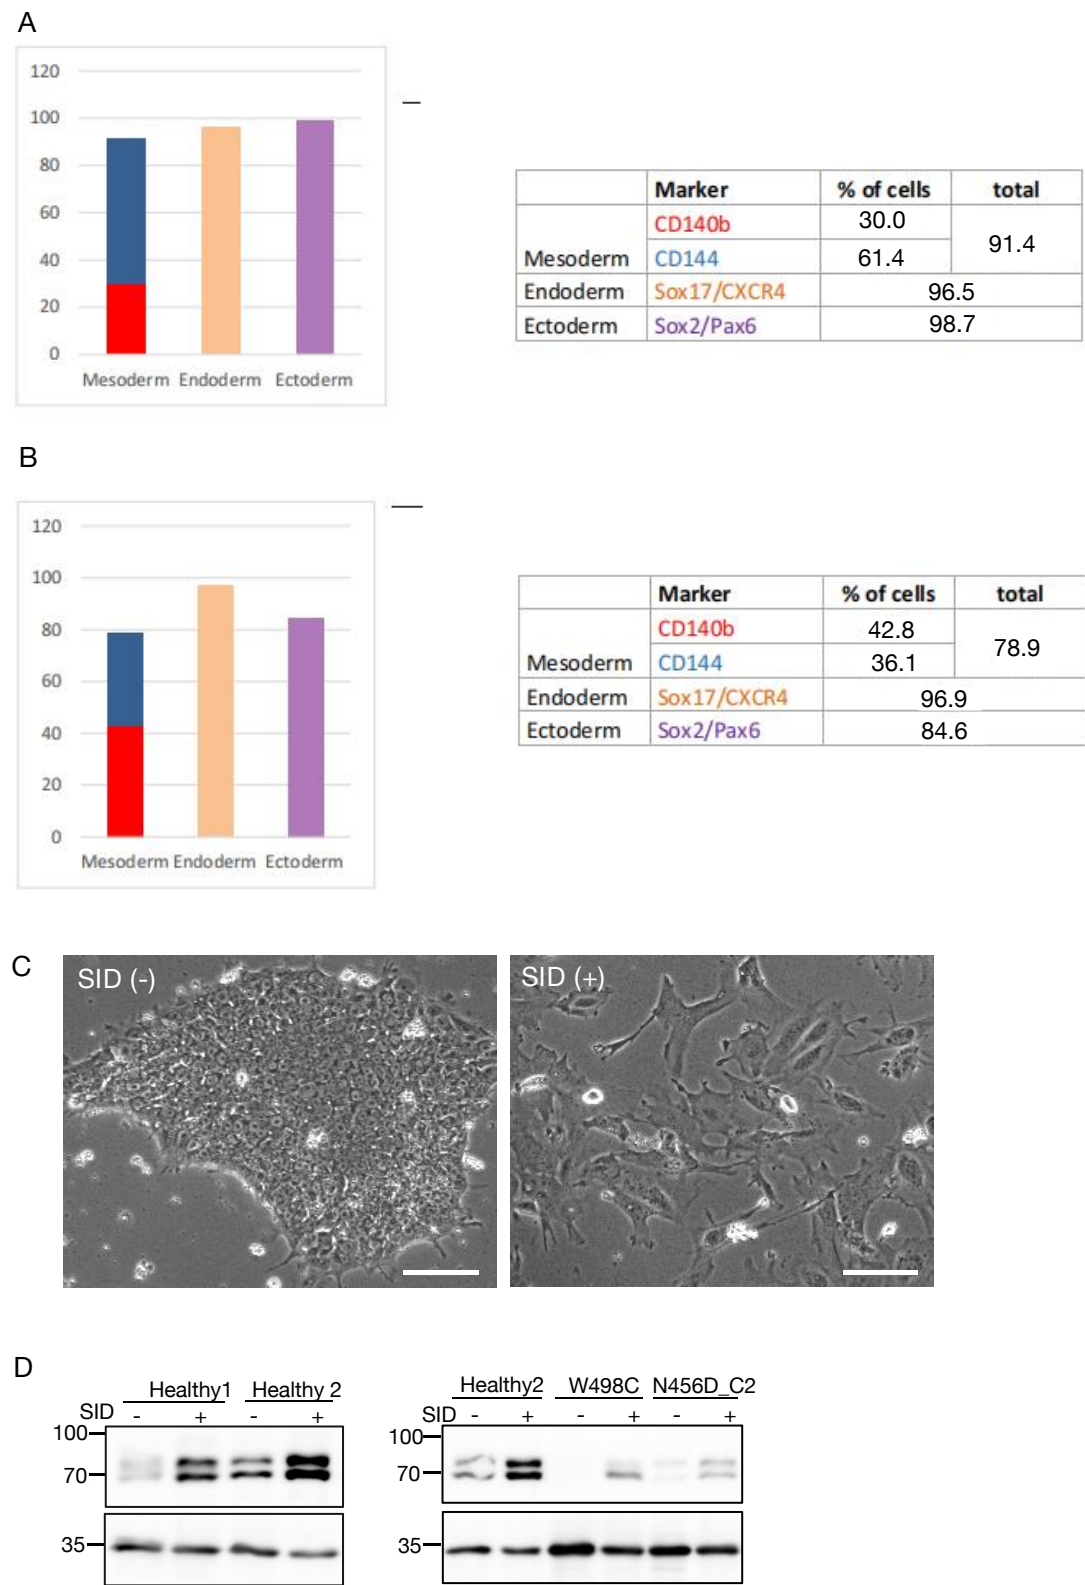 A
120
100
80
60
40
20
0
Mesoderm Endoderm Ectoderm
Marker % of cells total
CD140b 30.0
91.4
Mesoderm CD144 61.4
Endoderm Sox17/CXCR4 96.5
Ectoderm Sox2/Pax6 98.7
B
120
100
80
60
40
20
0
Mesoderm Endoderm Ectoderm
Marker % of cells total
CD140b 42.8
78.9
Mesoderm CD144 36.1
Endoderm Sox17/CXCR4 96.9
Ectoderm Sox2/Pax6 84.6
C
SID (-)
SID (+)
D
Healthy1 Healthy 2
SID - + - +
100
70
35
Healthy2 W498C N456D_C2
SID - + - + - +
100
70
35